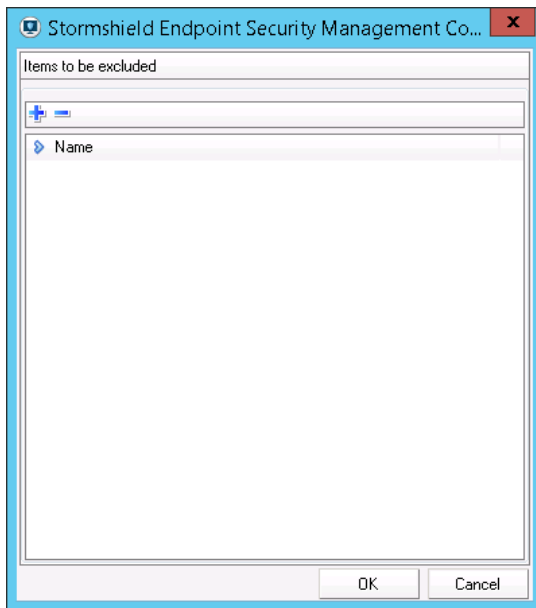 Stormshield Endpoint Security Management Co...
Items to be excluded
Name
OK
Cancel